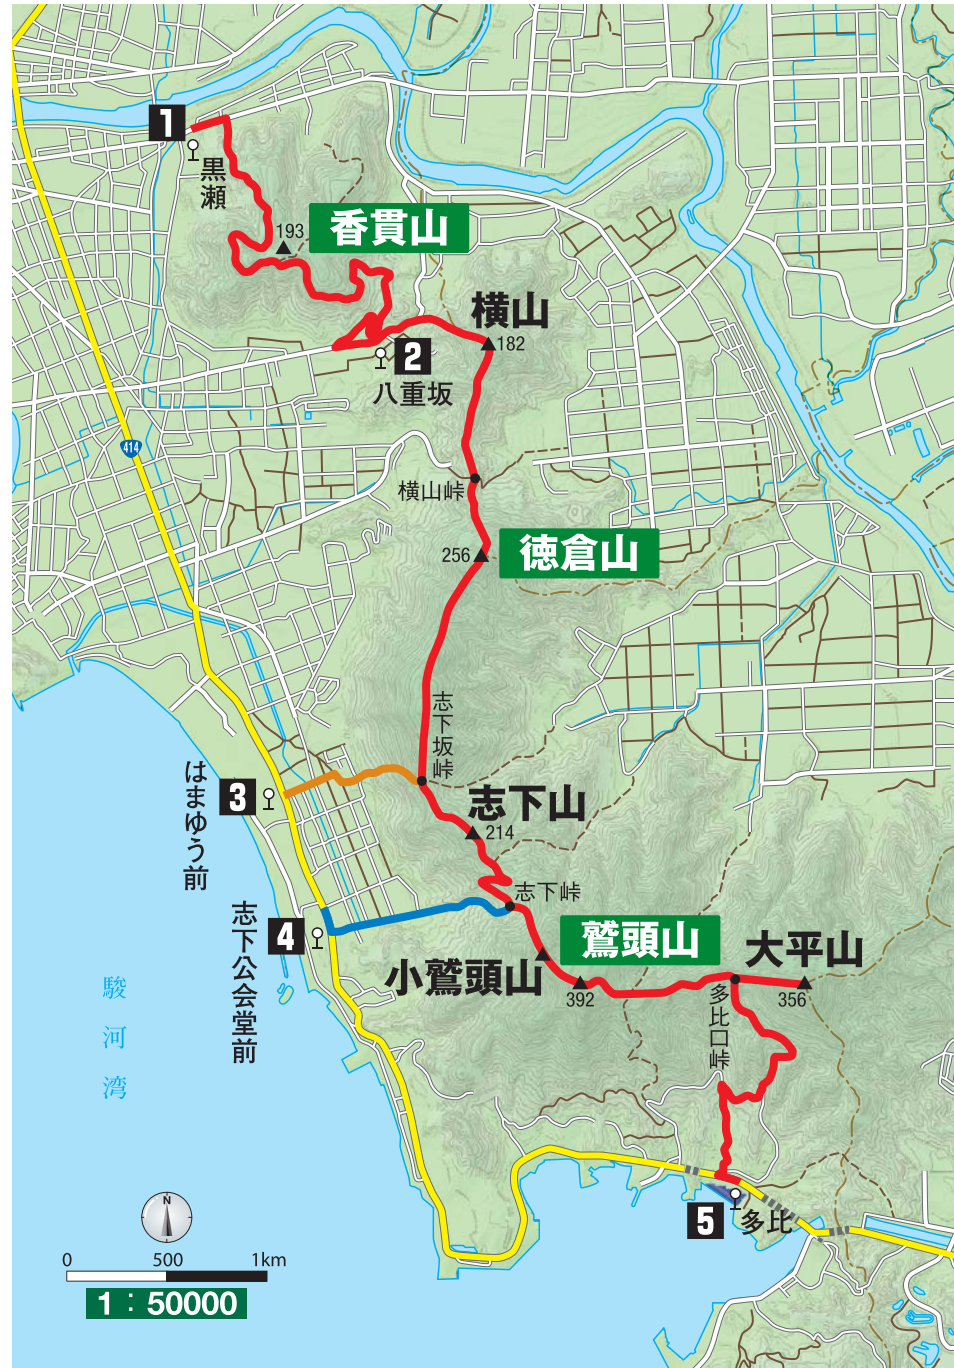 1
黒瀬
193
香貫山
横山
182
2
八重坂
414
横山峠
256
徳倉山
志下坂峠
3
はまゆう前
志下山
214
志下峠
4
志下公会堂前
鷲頭山
小鷲頭山
392
大平山
356
多比口峠
駿河湾
5
多比
N
0 500 1km
1：50000